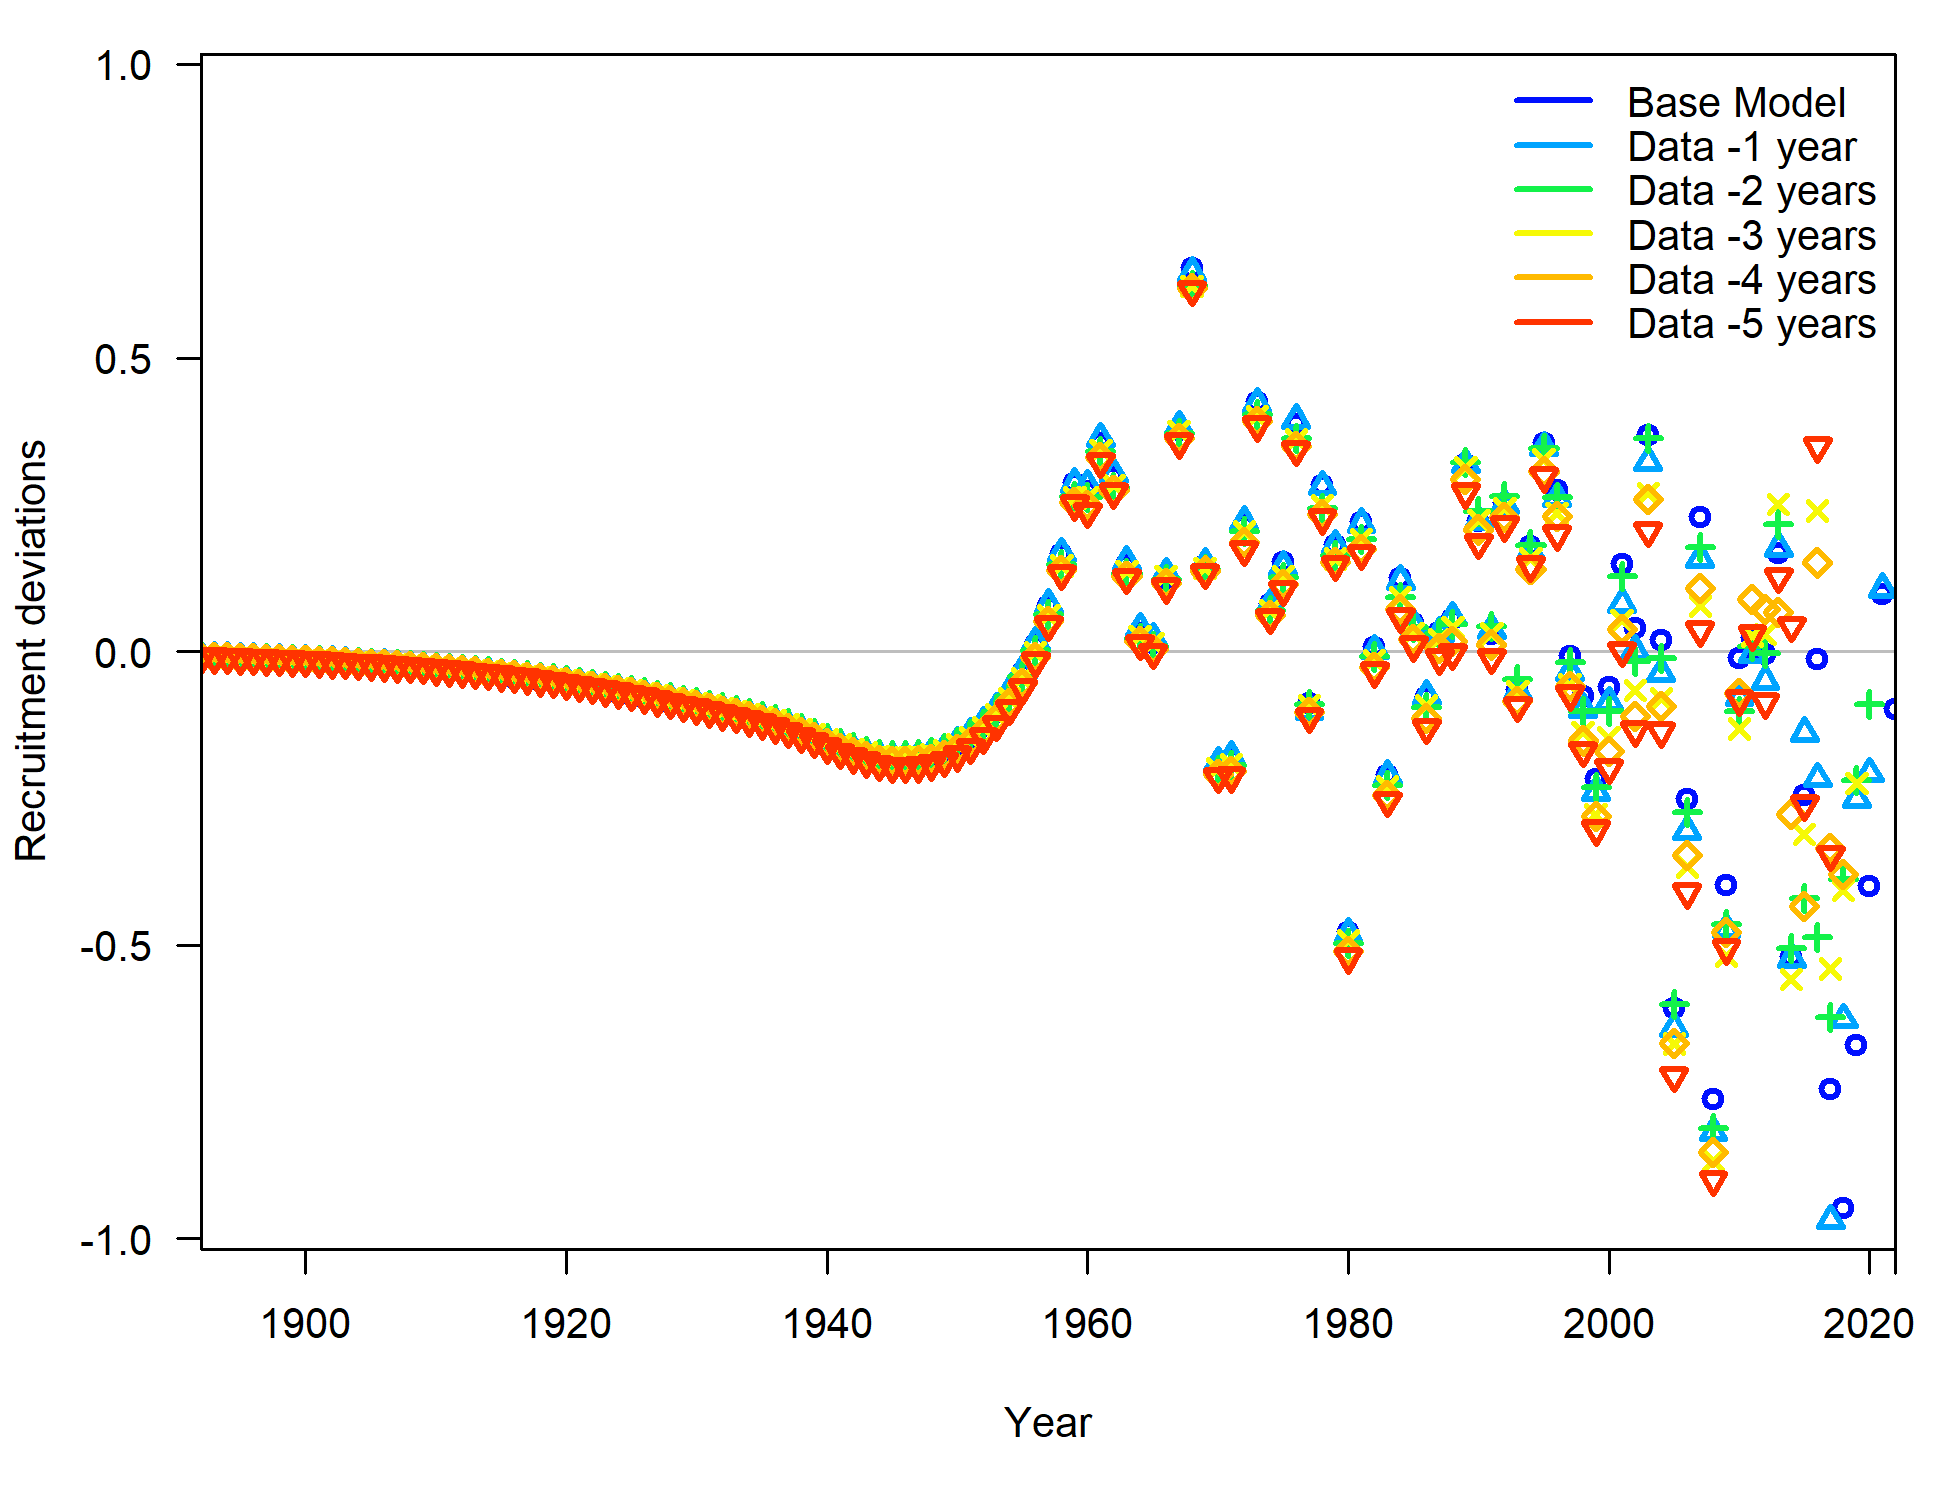 1.0
0.5
0.0
-0.5
-1.0
Recruitment deviations
Base Model
Data -1 year
Data -2 years
Data -3 years
Data -4 years
Data -5 years
1900 1920 1940 1960 1980 2000 2020
Year